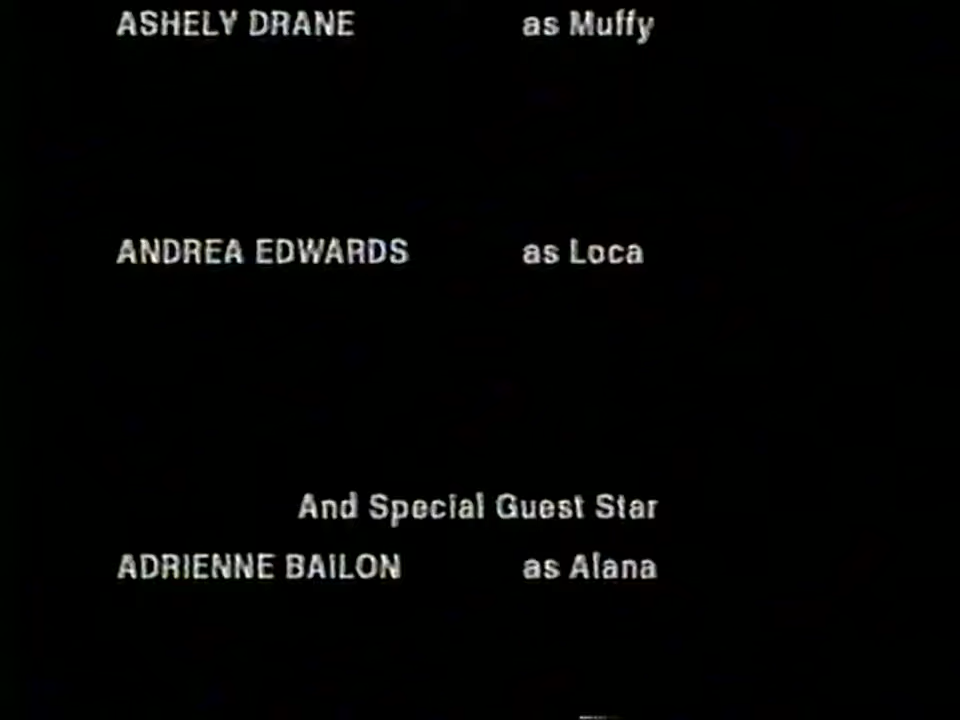 ASHELY DRANE as Muffy
ANDREA EDWARDS as Loca
And Special Guest Star
ADRIENNE BAILON as Alana